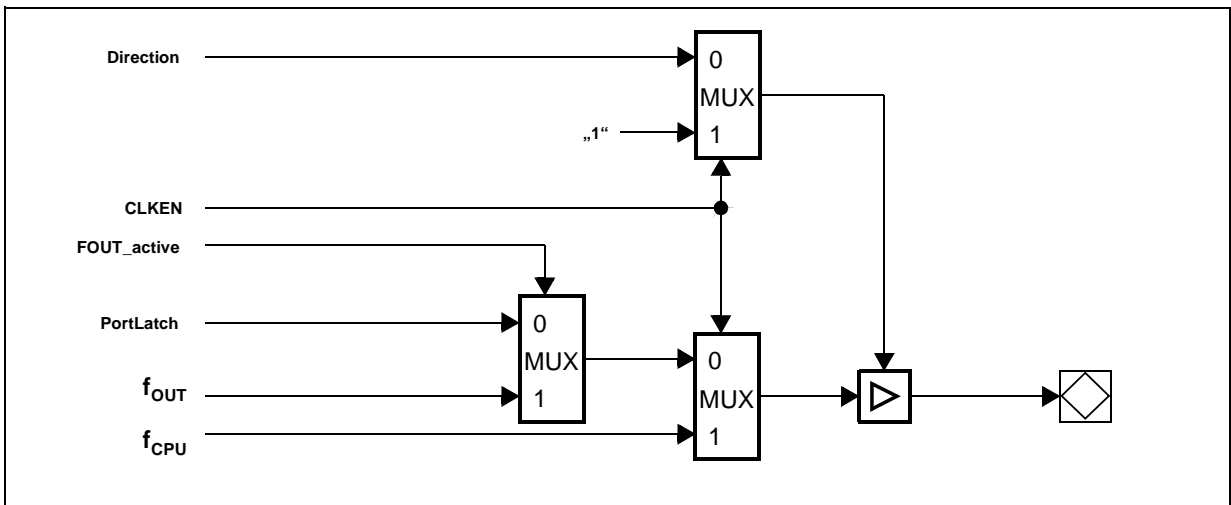 Direction
0
MUX
„1“
1
CLKEN
FOUT_active
PortLatch
0
0
MUX
fOUT
1
MUX
fCPU
1